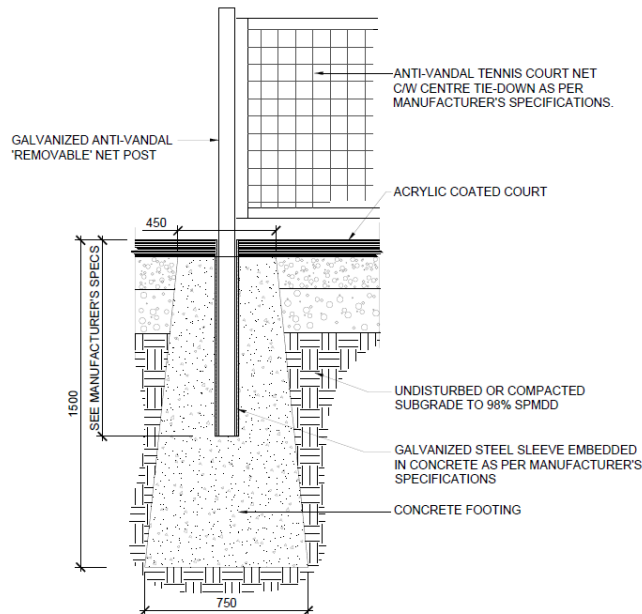 ANTI-VANDAL TENNIS COURT NET
C/W CENTRE TIE-DOWN AS PER
MANUFACTURER'S SPECIFICATIONS.
GALVANIZED ANTI-VANDAL
'REMOVABLE' NET POST
ACRYLIC COATED COURT
450
1500
SEE MANUFACTURER'S SPECS
UNDISTURBED OR COMPACTED
SUBGRADE TO 98% SPMDD
GALVANIZED STEEL SLEEVE EMBEDDED
IN CONCRETE AS PER MANUFACTURER'S
SPECIFICATIONS
CONCRETE FOOTING
750